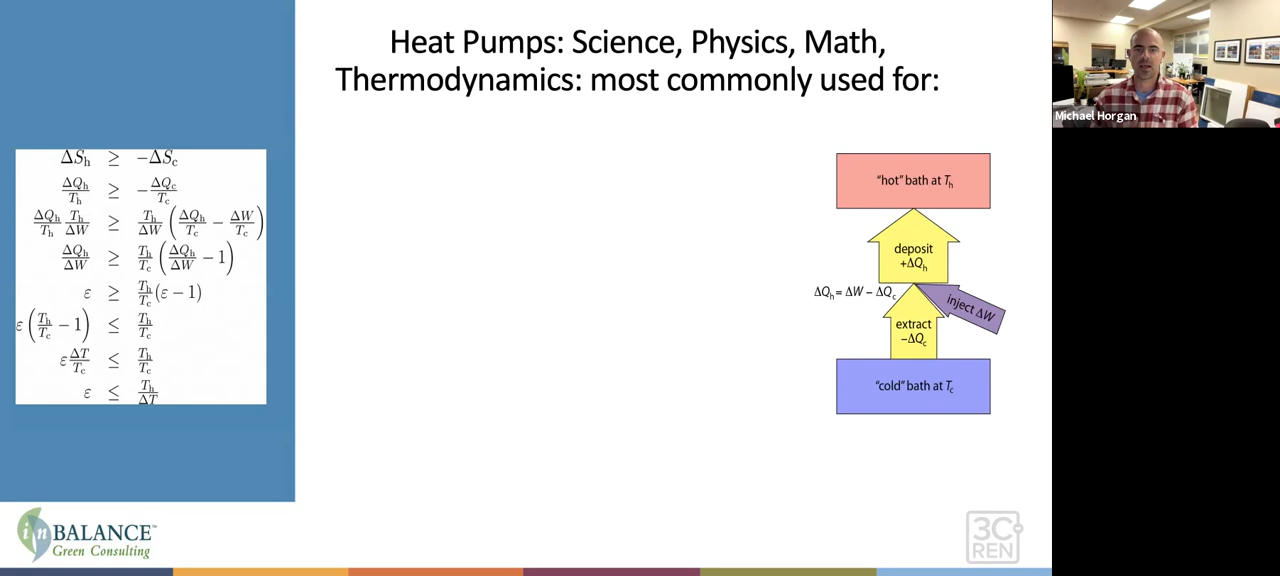 Heat Pumps: Science, Physics, Math,
Thermodynamics: most commonly used for:
Michael Horgan
ΔS_h ≥ −ΔS_c
ΔQ_h/T_h ≥ −ΔQ_c/T_c
ΔQ_h/T_h T_h/ΔW ≥ T_h/ΔW (ΔQ_h/T_c − ΔW/T_c)
ΔQ_h/ΔW ≥ T_h/T_c (ΔQ_h/ΔW − 1)
ε ≥ T_h/T_c (ε − 1)
ε (T_h/T_c − 1) ≤ T_h/T_c
ε ΔT/T_c ≤ T_h/T_c
ε ≤ T_h/ΔT
"hot" bath at T_h
deposit
+ΔQ_h
ΔQ_h = ΔW − ΔQ_c
inject ΔW
extract
−ΔQ_c
"cold" bath at T_c
in BALANCE™
Green Consulting
3C
REN